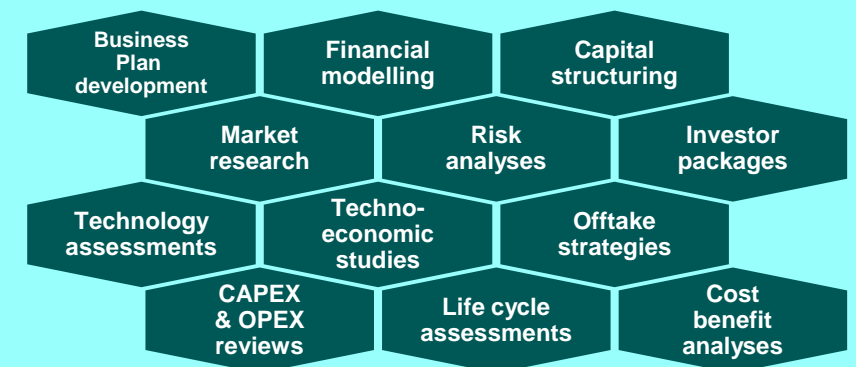 Business
Plan
development
Financial
modelling
Capital
structuring
Market
research
Risk
analyses
Investor
packages
Technology
assessments
Techno-
economic
studies
Offtake
strategies
CAPEX
& OPEX
reviews
Life cycle
assessments
Cost
benefit
analyses